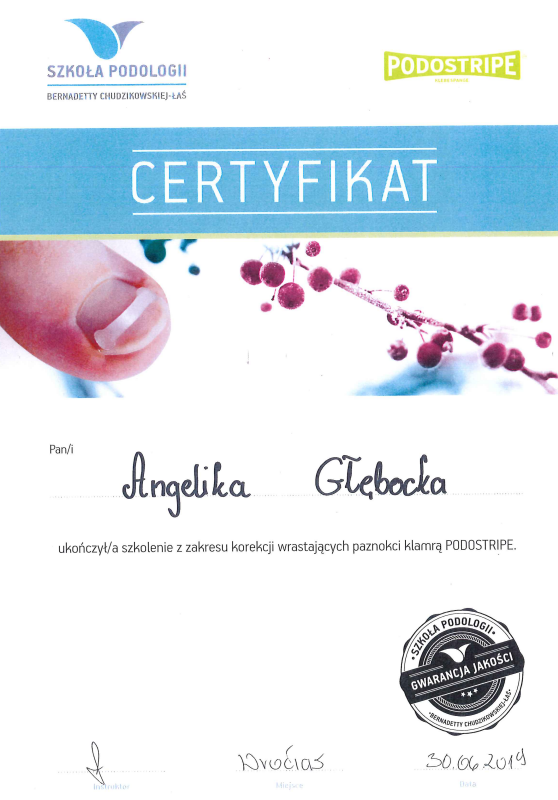 SZKOŁA PODOLOGII
BERNADETTY CHUDZIKOWSKIEJ-ŁAŚ
PODOSTRIPE
CERTYFIKAT
Pan/i
Angelika Głębocka
ukończył/a szkolenie z zakresu korekcji wrastających paznokci klamrą PODOSTRIPE.
•SZKOŁA PODOLOGII•
GWARANCJA JAKOŚCI
•BERNADETTY CHUDZIKOWSKIEJ-ŁAŚ•
30.06.2019
Instruktor
Miejsce
Data